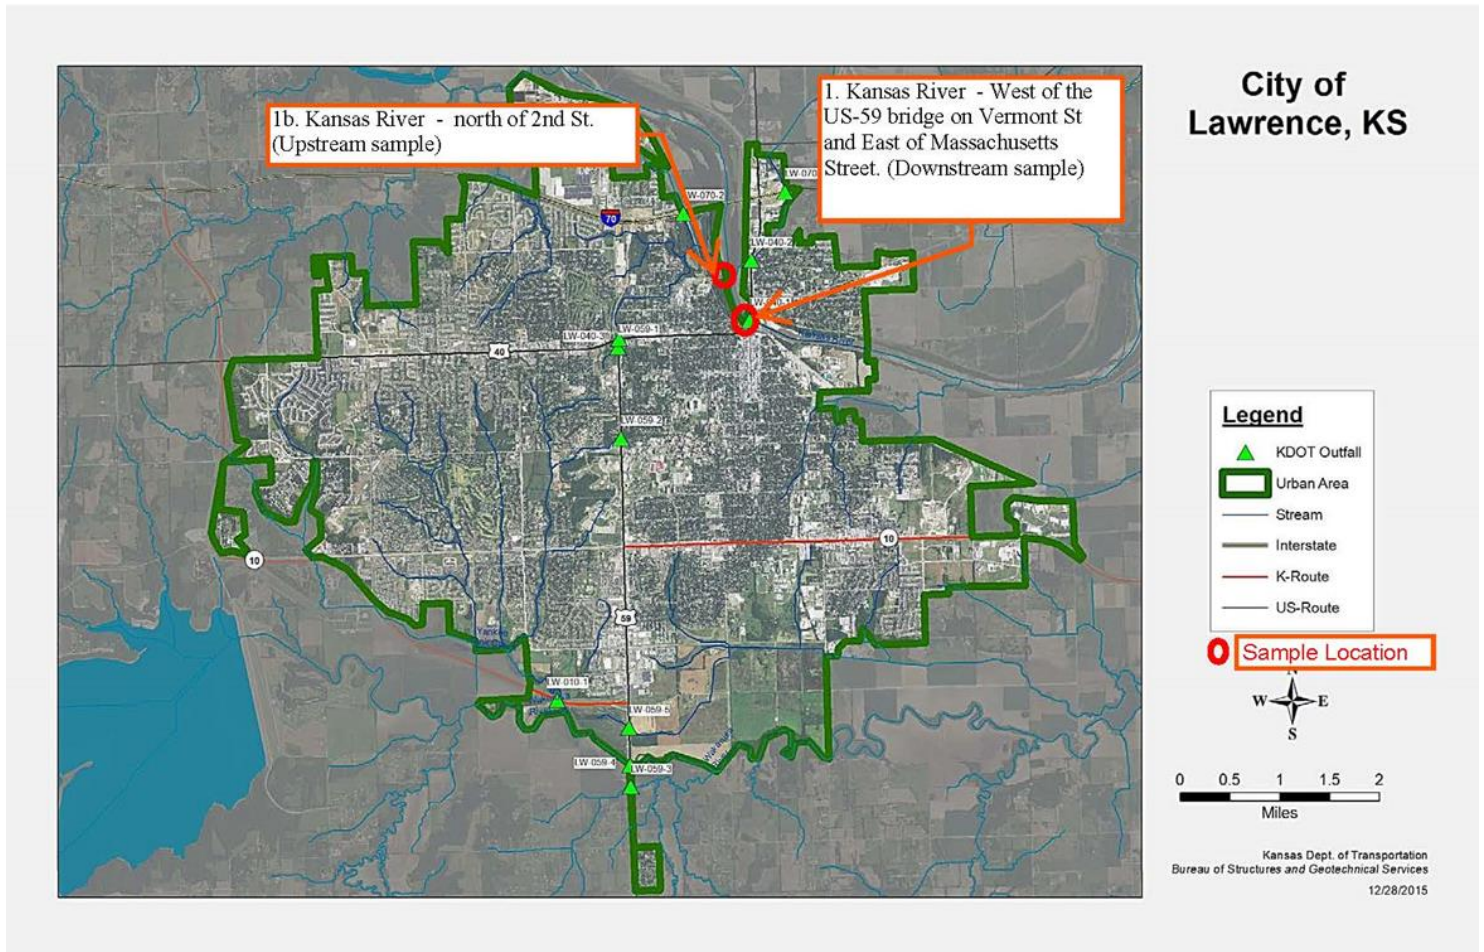 City of
Lawrence, KS
1b. Kansas River - north of 2nd St.
(Upstream sample)
1. Kansas River - West of the
US-59 bridge on Vermont St
and East of Massachusetts
Street. (Downstream sample)
W-070-2
LW-070
70
LW-040-2
LW-040-3
LW-059-1
40
LW-059-2
10
10
59
LW-010-1
LW-059-5
LW-059-4
LW-059-3
Legend
KDOT Outfall
Urban Area
Stream
Interstate
K-Route
US-Route
Sample Location
N
W
E
S
0 0.5 1 1.5 2
Miles
Kansas Dept. of Transportation
Bureau of Structures and Geotechnical Services
12/28/2015